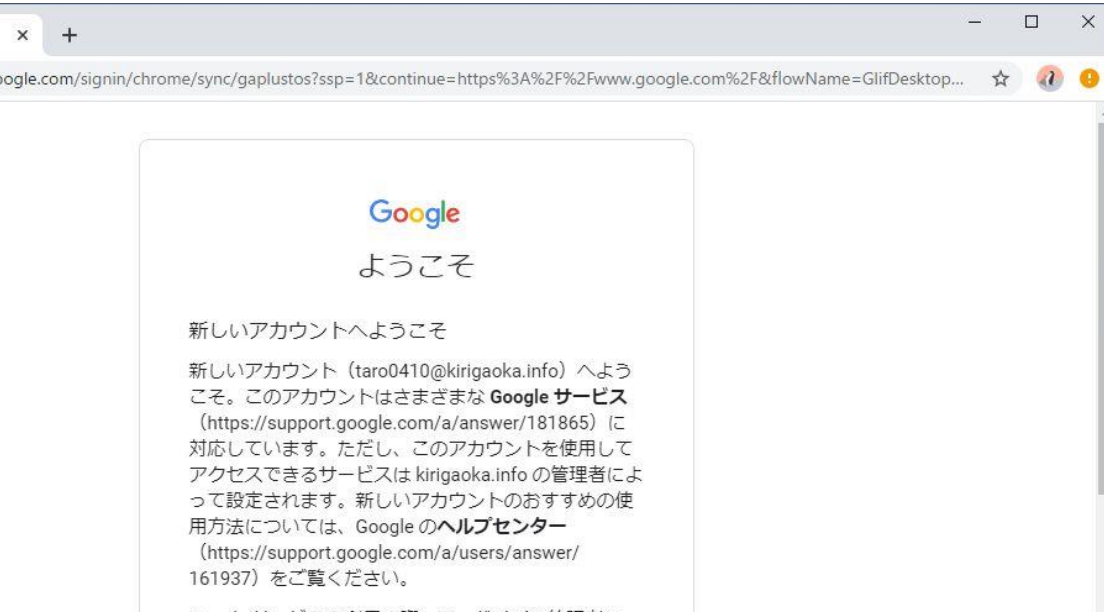 oogle.com/signin/chrome/sync/gaplustos?ssp=1&continue=https%3A%2F%2Fwww.google.com%2F&flowName=GlifDesktop...
Google
ようこそ
新しいアカウントへようこそ
新しいアカウント（taro0410@kirigaoka.info）へよう
こそ。このアカウントはさまざまな Google サービス
（https://support.google.com/a/answer/181865）に
対応しています。ただし、このアカウントを使用して
アクセスできるサービスは kirigaoka.info の管理者によ
って設定されます。新しいアカウントのおすすめの使
用方法については、Google のヘルプセンター
（https://support.google.com/a/users/answer/
161937）をご覧ください。